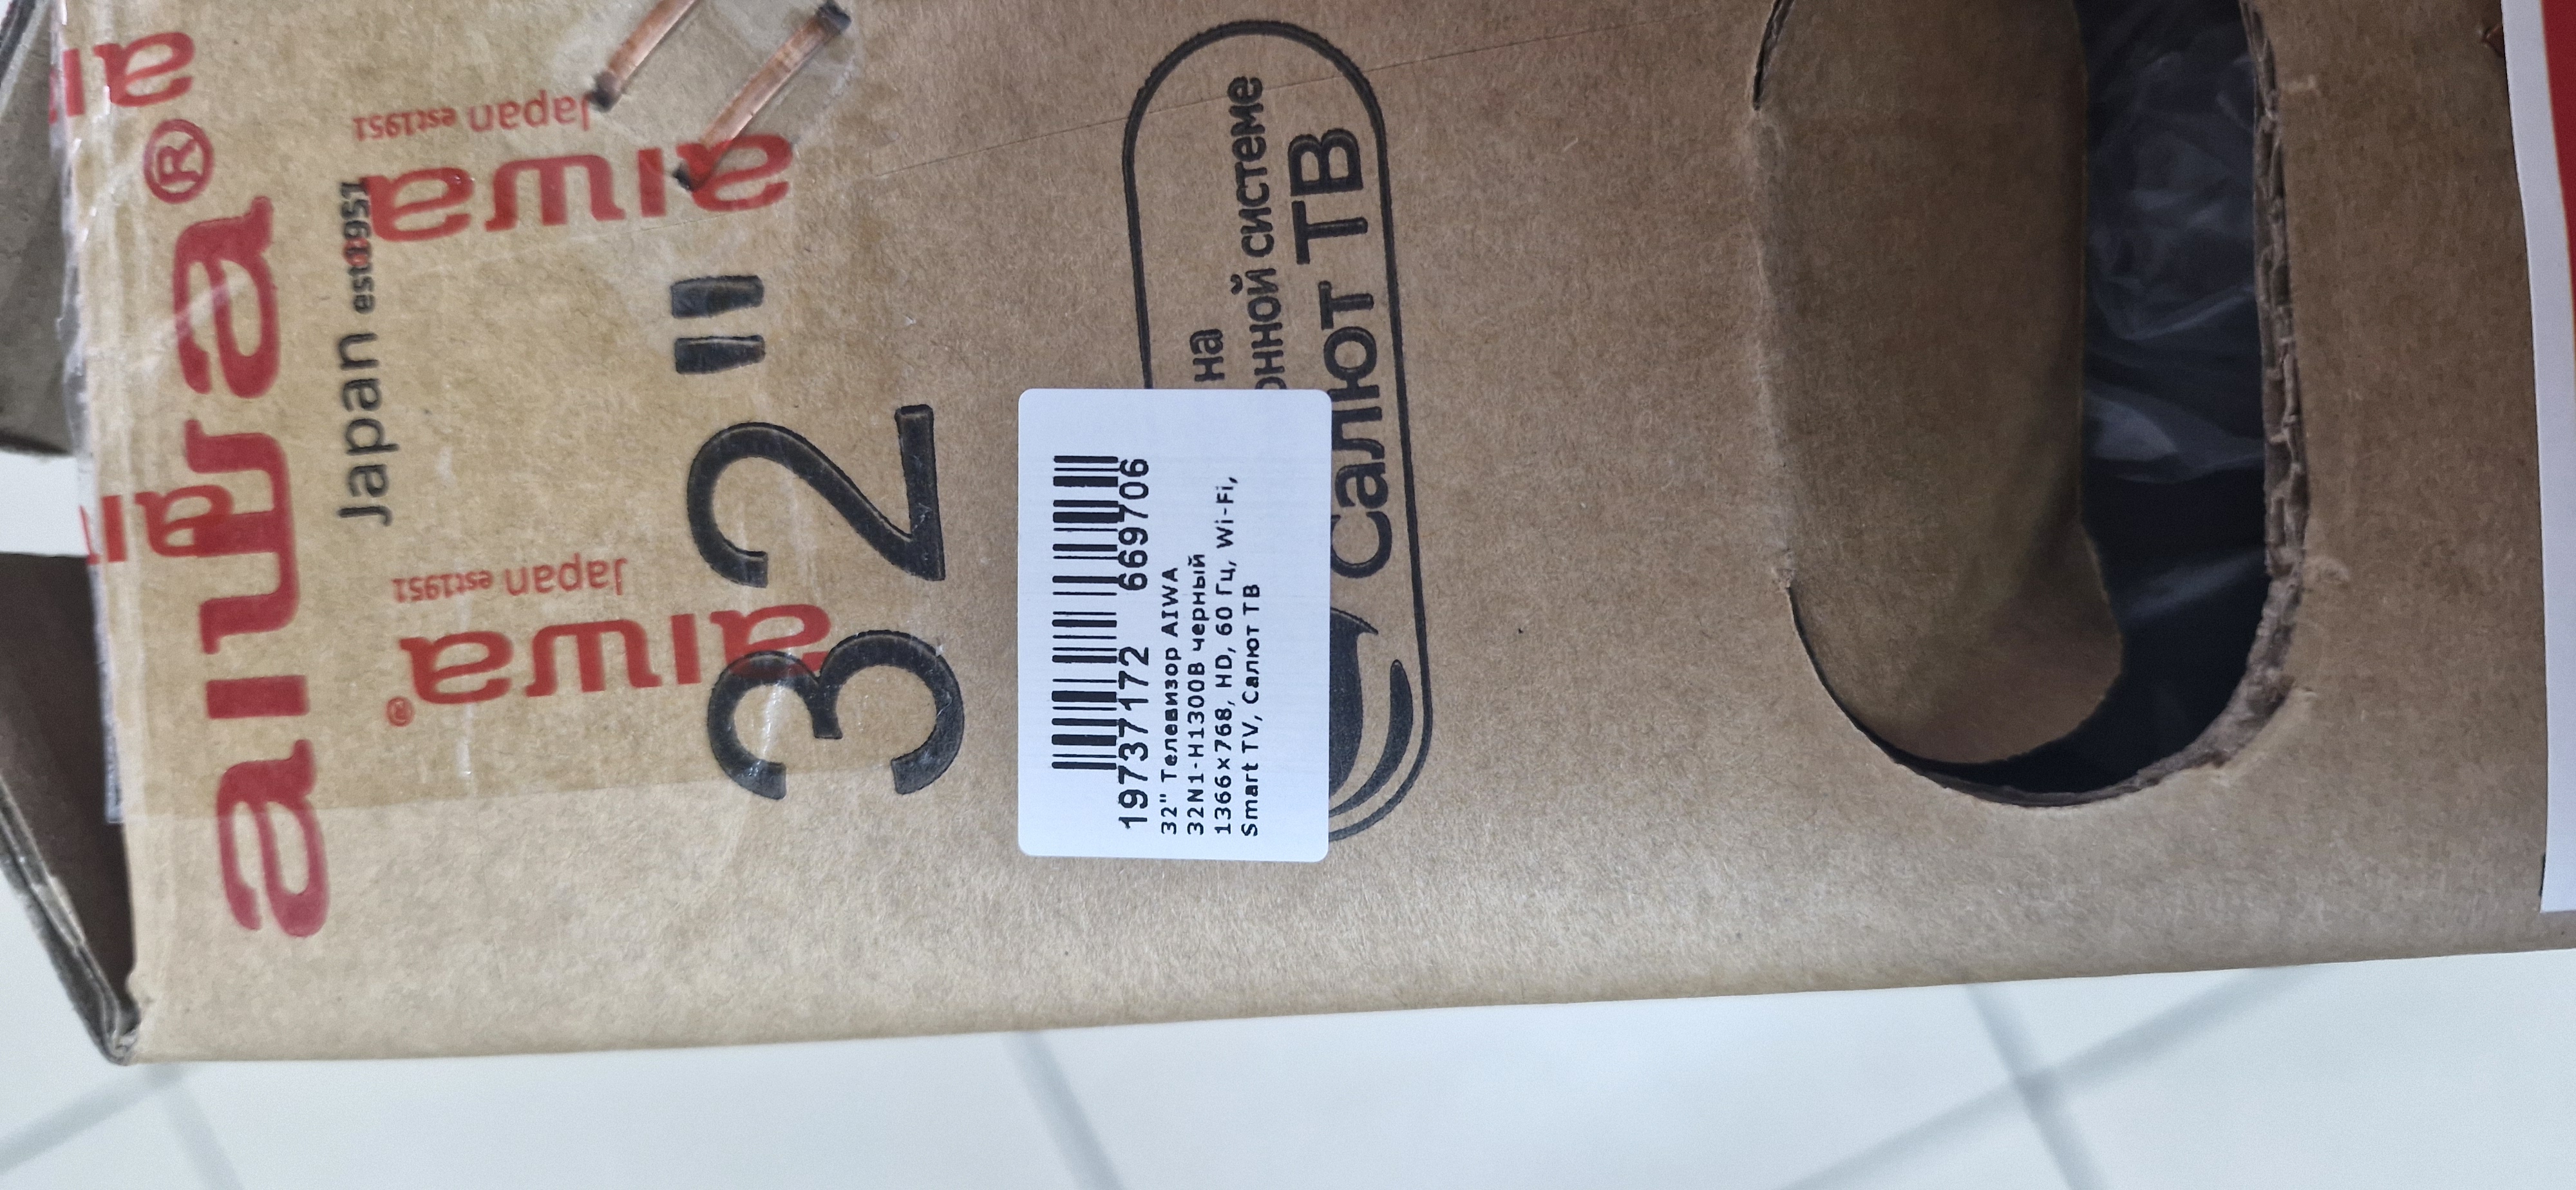 aiwa®
Japan est1951
aiwa
Japan est1951
aiwa®
Japan est1951
32"
на
онной системе
Салют ТВ
19737172 669706
32" Телевизор AIWA
32N1-H1300B черный
1366x768, HD, 60 Гц, Wi-Fi,
Smart TV, Салют ТВ